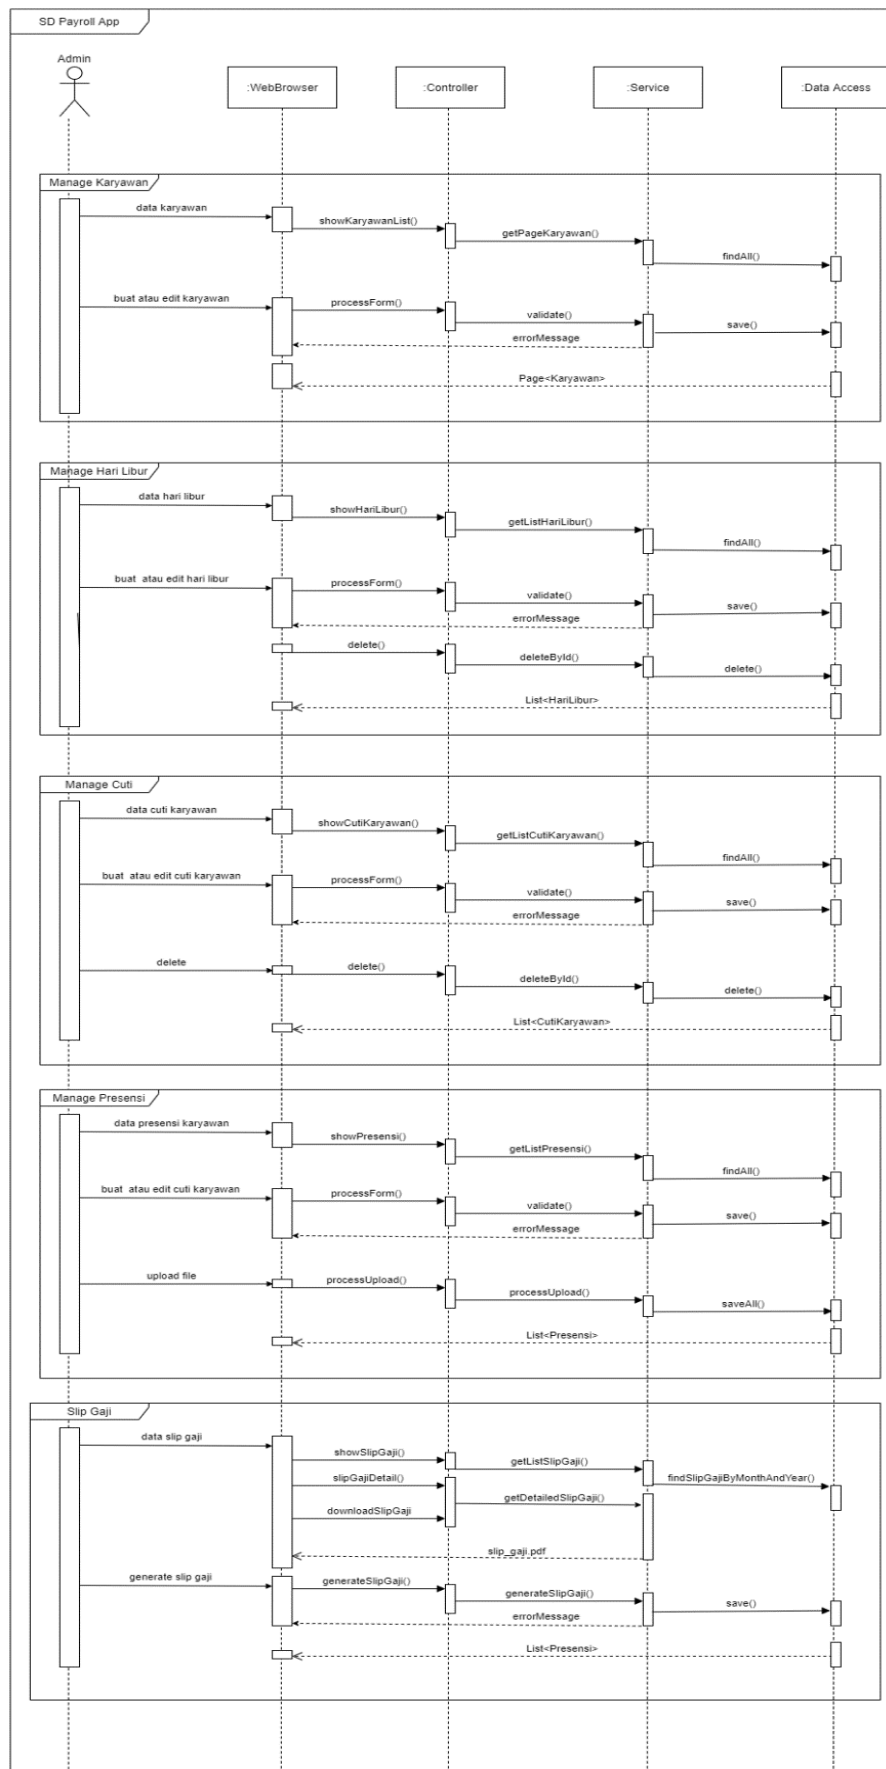 SD Payroll App
Admin
:WebBrowser
:Controller
:Service
:Data Access
Manage Karyawan
data karyawan
showKaryawanList()
getPageKaryawan()
findAll()
buat atau edit karyawan
processForm()
validate()
save()
errorMessage
Page<Karyawan>
Manage Hari Libur
data hari libur
showHariLibur()
getListHariLibur()
findAll()
buat  atau edit hari libur
processForm()
validate()
save()
errorMessage
delete()
deleteById()
delete()
List<HariLibur>
Manage Cuti
data cuti karyawan
showCutiKaryawan()
getListCutiKaryawan()
findAll()
buat  atau edit cuti karyawan
processForm()
validate()
save()
errorMessage
delete
delete()
deleteById()
delete()
List<CutiKaryawan>
Manage Presensi
data presensi karyawan
showPresensi()
getListPresensi()
findAll()
buat  atau edit cuti karyawan
processForm()
validate()
save()
errorMessage
upload file
processUpload()
processUpload()
saveAll()
List<Presensi>
Slip Gaji
data slip gaji
showSlipGaji()
getListSlipGaji()
findSlipGajiByMonthAndYear()
slipGajiDetail()
getDetailedSlipGaji()
downloadSlipGaji
slip_gaji.pdf
generate slip gaji
generateSlipGaji()
generateSlipGaji()
save()
errorMessage
List<Presensi>